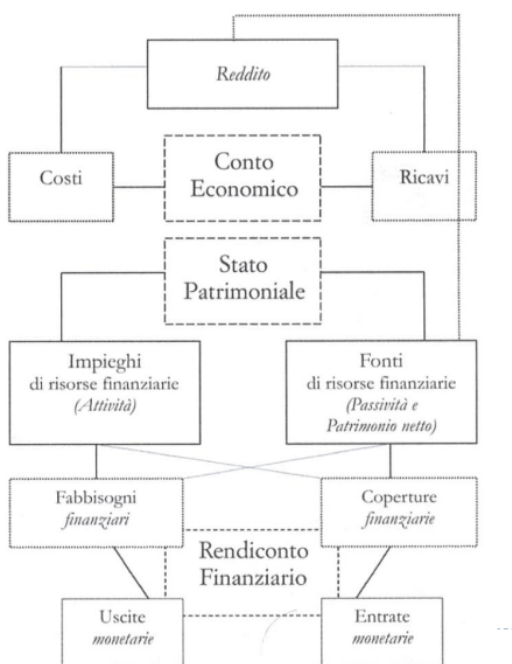 Reddito
Costi
Conto
Economico
Ricavi
Stato
Patrimoniale
Impieghi
di risorse finanziarie
(Attività)
Fonti
di risorse finanziarie
(Passività e
Patrimonio netto)
Fabbisogni
finanziari
Coperture
finanziarie
Rendiconto
Finanziario
Uscite
monetarie
Entrate
monetarie